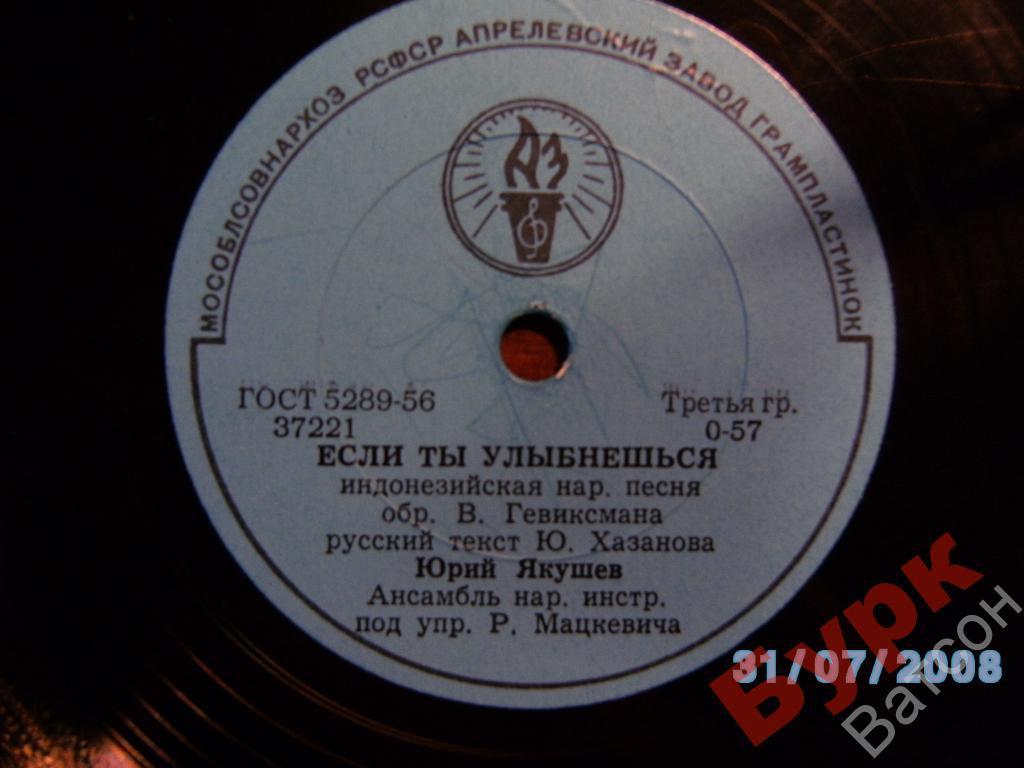 МОСОБЛСОВНАРХОЗ РСФСР АПРЕЛЕВСКИЙ ЗАВОД ГРАМПЛАСТИНОК
АЗ
ГОСТ 5289-56
37221
Третья гр.
0-57
ЕСЛИ ТЫ УЛЫБНЕШЬСЯ
индонезийская нар. песня
обр. В. Гевиксмана
русский текст Ю. Хазанова
Юрий Якушев
Ансамбль нар. инстр.
под упр. Р. Мацкевича
31/07/2008
Бурк
Ватсон